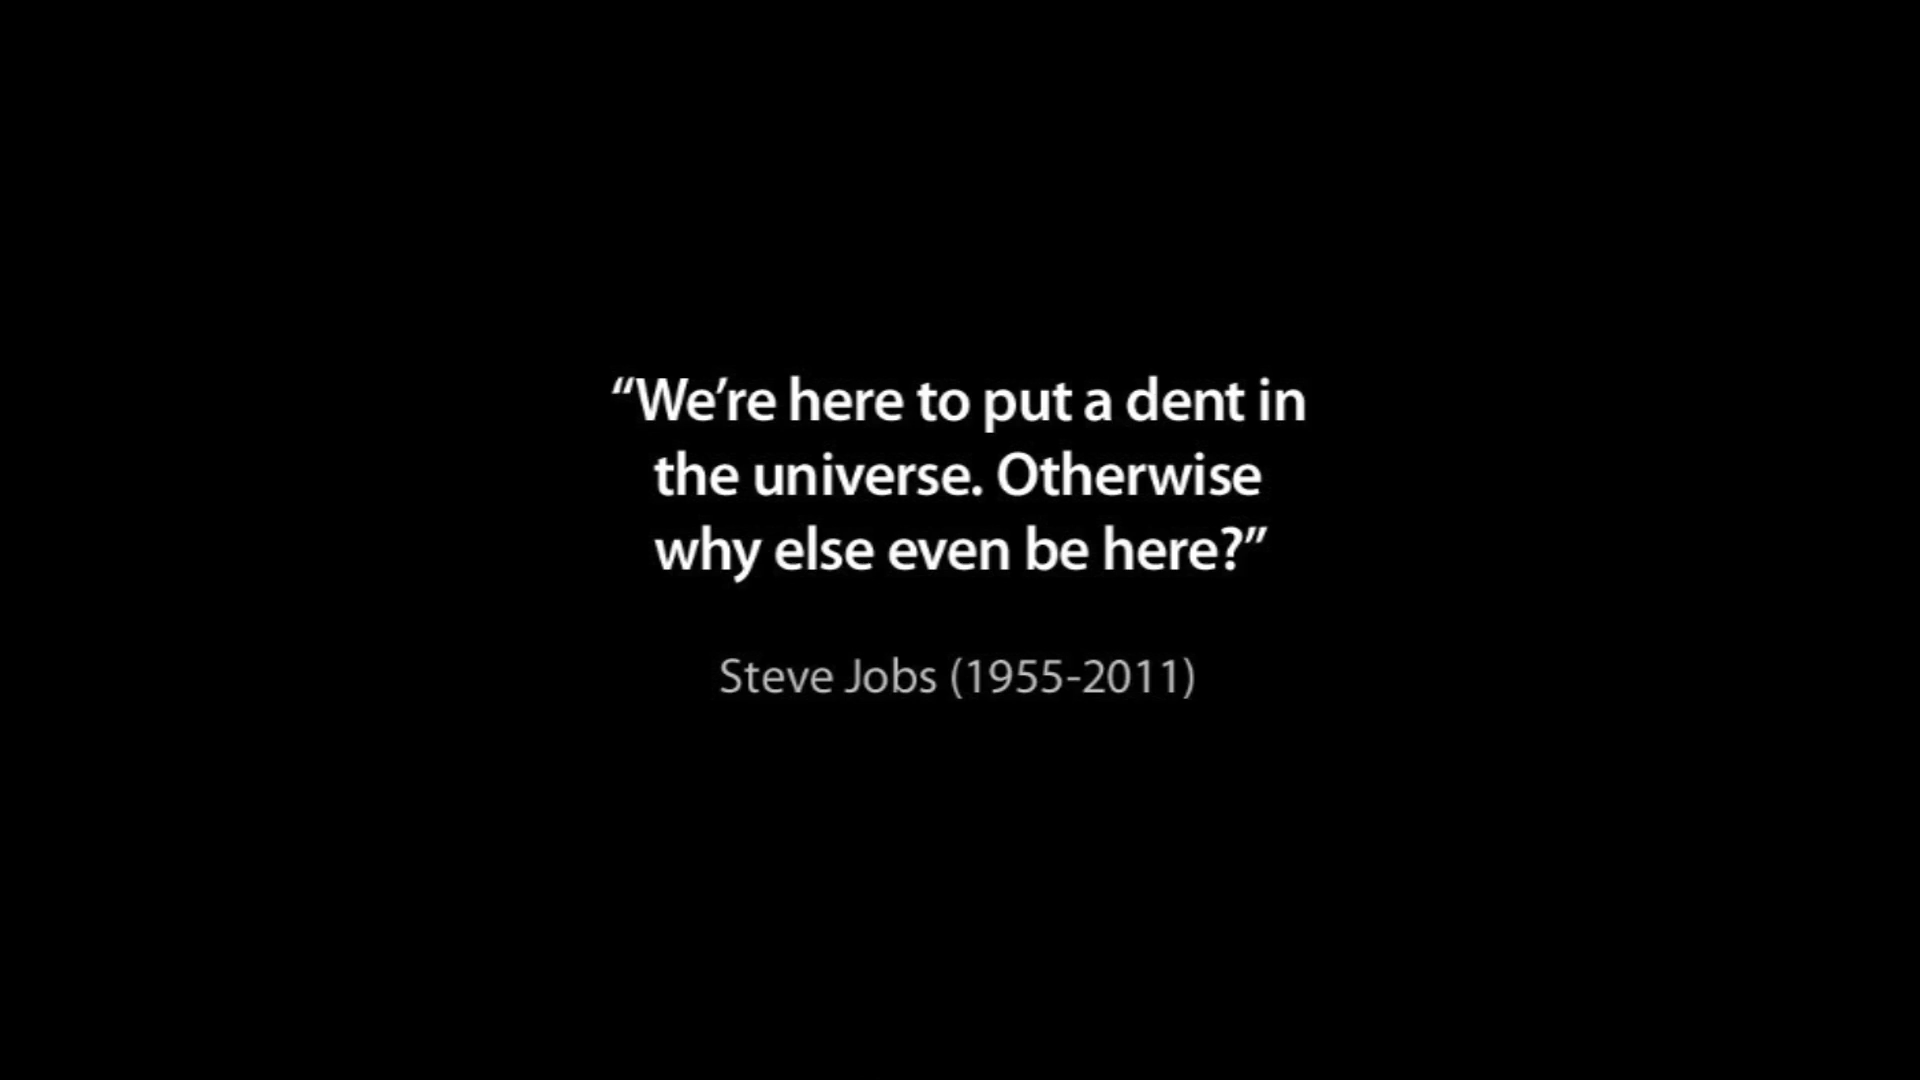 “We’re here to put a dent in
the universe. Otherwise
why else even be here?”
Steve Jobs (1955-2011)